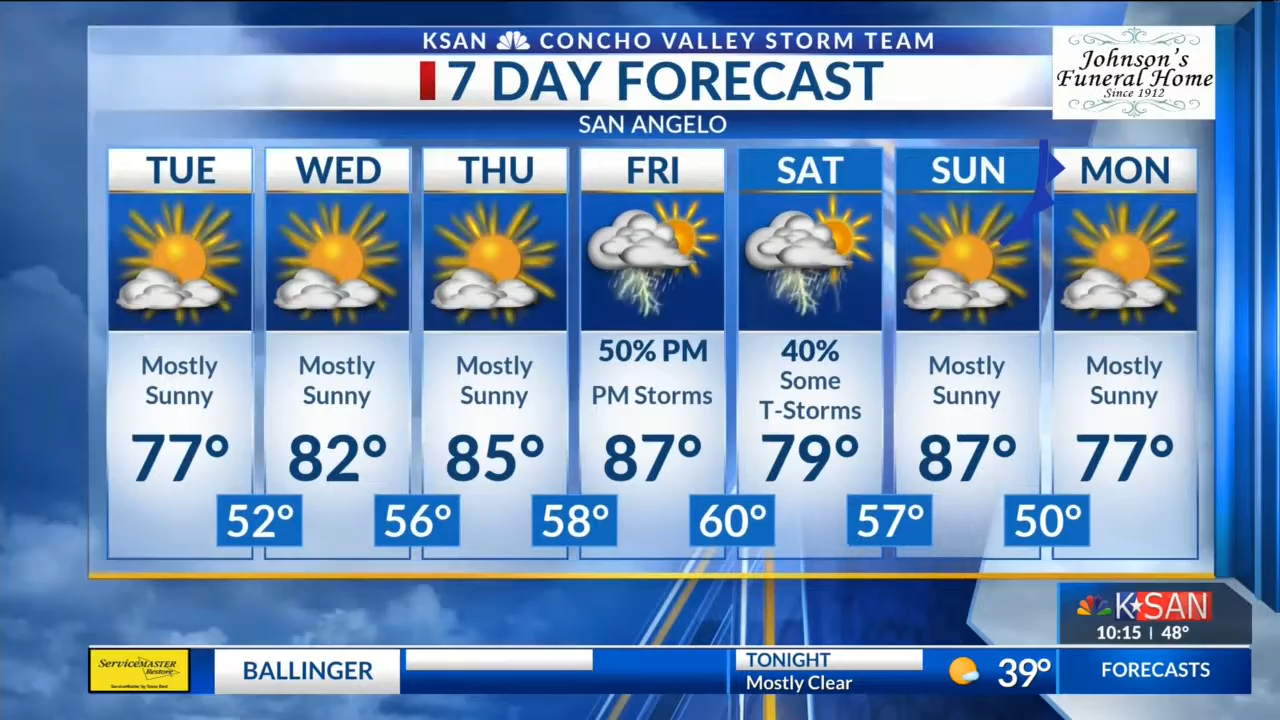 KSAN CONCHO VALLEY STORM TEAM
7 DAY FORECAST
SAN ANGELO
Johnson's
Funeral Home
Since 1912
TUE WED THU FRI SAT SUN MON
Mostly Sunny
Mostly Sunny
Mostly Sunny
50% PM
PM Storms
40%
Some
T-Storms
Mostly Sunny
Mostly Sunny
77° 82° 85° 87° 79° 87° 77°
52° 56° 58° 60° 57° 50°
KSAN
10:15 | 48°
ServiceMASTER
Restore
BALLINGER
TONIGHT
Mostly Clear
39°
FORECASTS